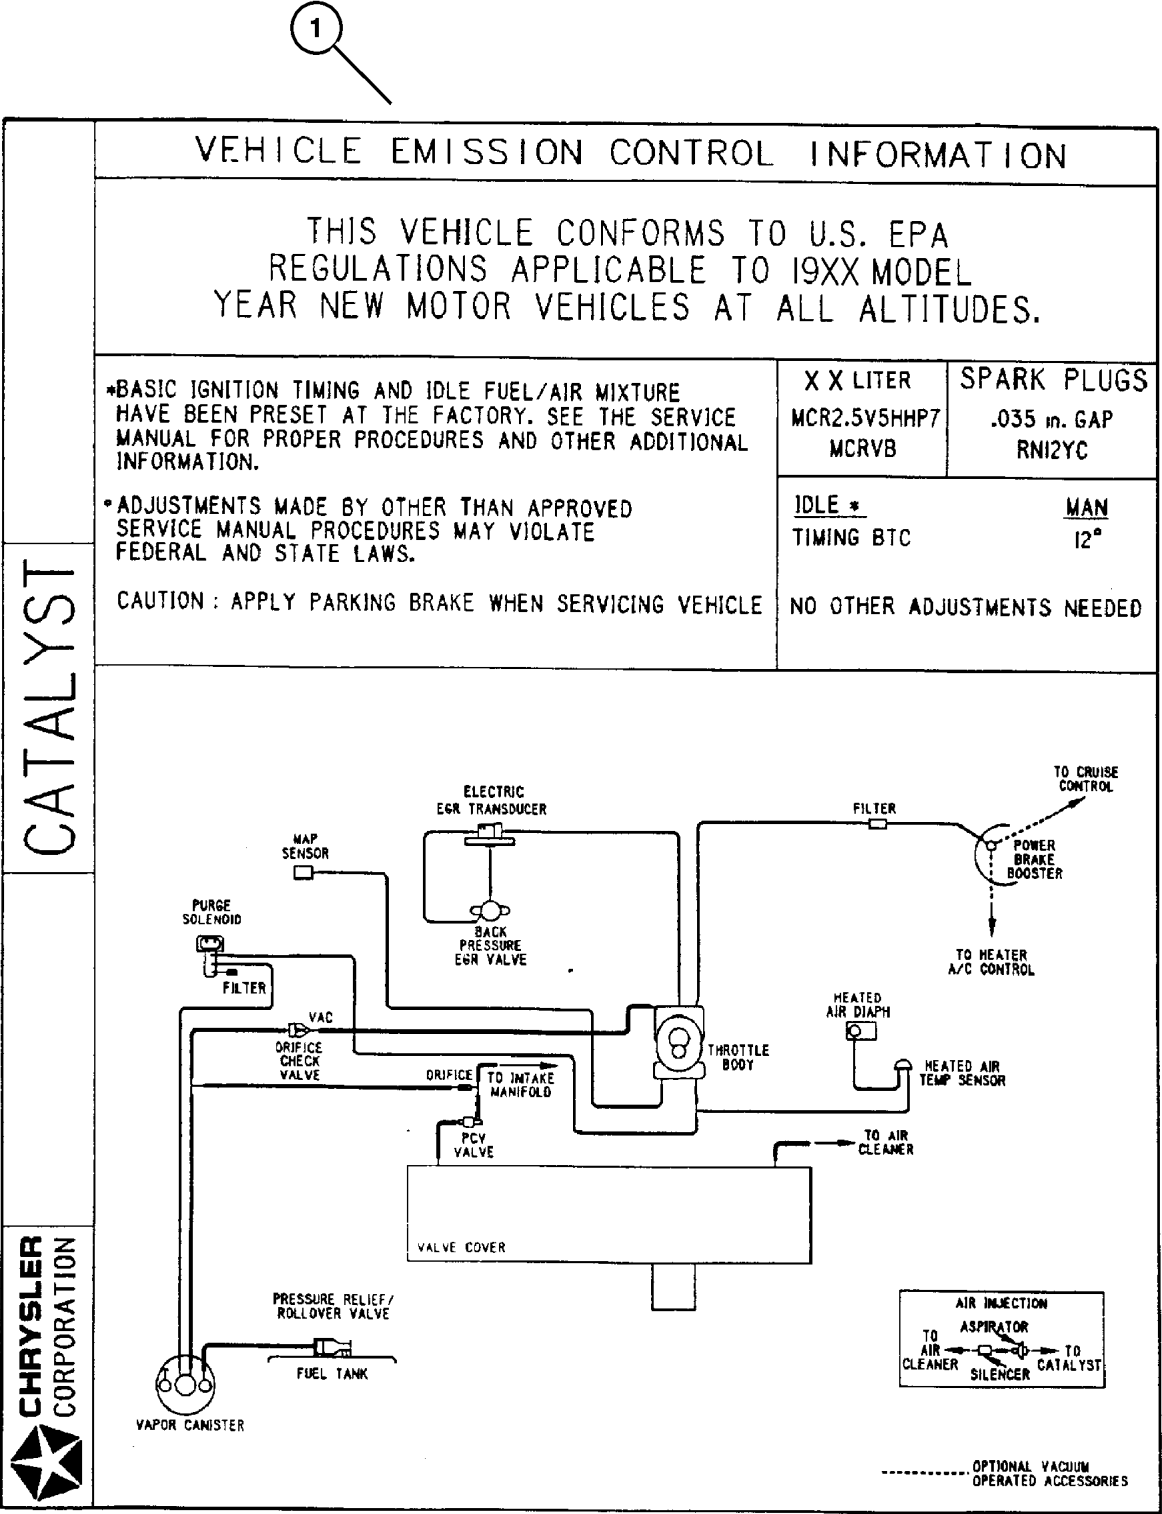 1
VEHICLE EMISSION CONTROL INFORMATION
THIS VEHICLE CONFORMS TO U.S. EPA
REGULATIONS APPLICABLE TO 19XX MODEL
YEAR NEW MOTOR VEHICLES AT ALL ALTITUDES.
*BASIC IGNITION TIMING AND IDLE FUEL/AIR MIXTURE
HAVE BEEN PRESET AT THE FACTORY. SEE THE SERVICE
MANUAL FOR PROPER PROCEDURES AND OTHER ADDITIONAL
INFORMATION.
•ADJUSTMENTS MADE BY OTHER THAN APPROVED
SERVICE MANUAL PROCEDURES MAY VIOLATE
FEDERAL AND STATE LAWS.
CAUTION : APPLY PARKING BRAKE WHEN SERVICING VEHICLE
X X LITER
MCR2.5V5HHP7
MCRVB
SPARK PLUGS
.035 in. GAP
RN12YC
IDLE * MAN
TIMING BTC 12°
NO OTHER ADJUSTMENTS NEEDED
CATALYST
CHRYSLER
CORPORATION
TO CRUISE
CONTROL
ELECTRIC
EGR TRANSDUCER
FILTER
MAP
SENSOR
POWER
BRAKE
BOOSTER
PURGE
SOLENOID
BACK
PRESSURE
EGR VALVE
TO HEATER
A/C CONTROL
FILTER
HEATED
AIR DIAPH
VAC
ORIFICE
CHECK
VALVE
THROTTLE
BODY
HEATED AIR
TEMP SENSOR
ORIFICE
TO INTAKE
MANIFOLD
PCV
VALVE
TO AIR
CLEANER
VALVE COVER
PRESSURE RELIEF/
ROLLOVER VALVE
FUEL TANK
VAPOR CANISTER
AIR INJECTION
ASPIRATOR
TO
AIR
CLEANER
SILENCER
TO
CATALYST
OPTIONAL VACUUM
OPERATED ACCESSORIES